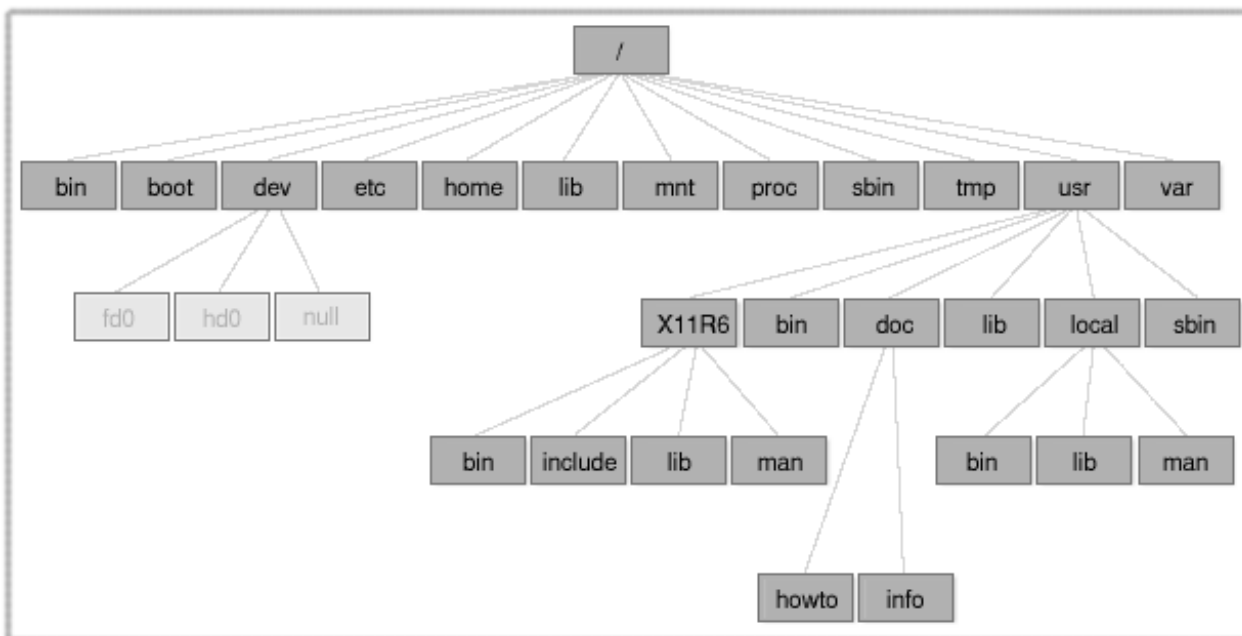 /
bin boot dev etc home lib mnt proc sbin tmp usr var
fd0 hd0 null X11R6 bin doc lib local sbin
bin include lib man bin lib man
howto info